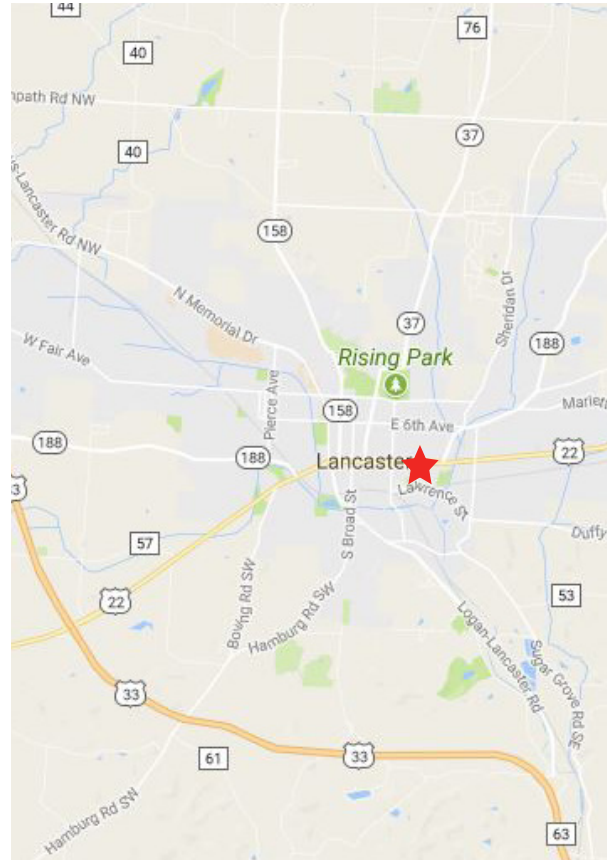 44
76
40
npath Rd NW
37
40
us-Lancaster Rd NW
158
N Memorial Dr
37
Sheridan Dr
188
W Fair Ave
Rising Park
Pierce Ave
158
Mariett
E 6th Ave
188
188
Lancaster
22
33
Lawrence St
S Broad St
57
Duffy
22
53
Bowing Rd SW
Hamburg Rd SW
Logan-Lancaster Rd
Sugar Grove Rd SE
33
61
33
Hamburg Rd SW
63